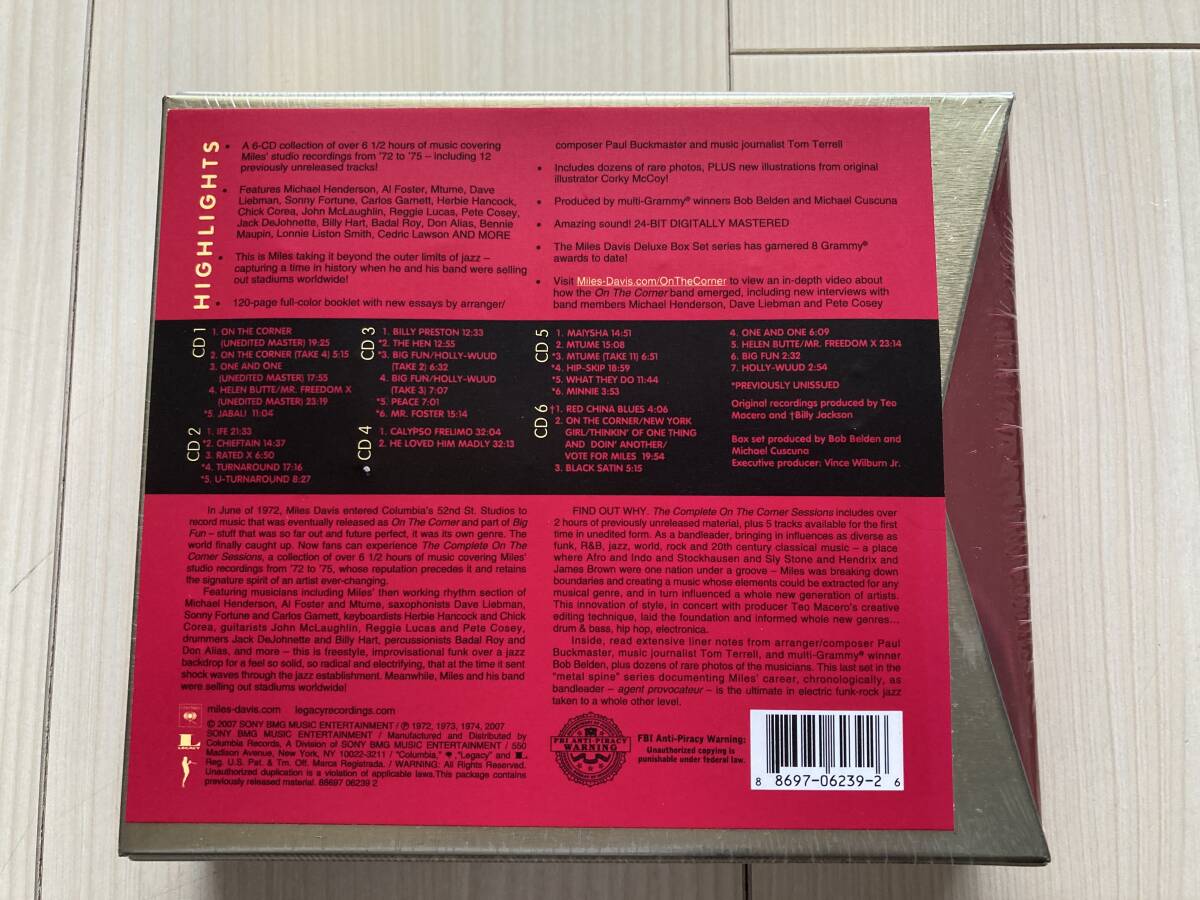 HIGHLIGHTS
• A 6-CD collection of over 6 1/2 hours of music covering
Miles' studio recordings from '72 to '75 – Including 12
previously unreleased tracks!
• Features Michael Henderson, Al Foster, Mtume, Dave
Liebman, Sonny Fortune, Carlos Garnett, Herbie Hancock,
Chick Corea, John McLaughlin, Reggie Lucas, Pete Cosey,
Jack DeJohnette, Billy Hart, Badal Roy, Don Alias, Bennie
Maupin, Lonnie Liston Smith, Cedric Lawson AND MORE
• This is Miles taking it beyond the outer limits of jazz –
capturing a time in history when he and his band were selling
out stadiums worldwide!
• 120-page full-color booklet with new essays by arranger/
composer Paul Buckmaster and music journalist Tom Terrell
• Includes dozens of rare photos, PLUS new illustrations from original
illustrator Corky McCoy!
• Produced by multi-Grammy® winners Bob Belden and Michael Cuscuna
• Amazing sound! 24-BIT DIGITALLY MASTERED
• The Miles Davis Deluxe Box Set series has garnered 8 Grammy®
awards to date!
• Visit Miles-Davis.com/OnTheCorner to view an in-depth video about
how the On The Corner band emerged, including new interviews with
band members Michael Henderson, Dave Liebman and Pete Cosey
CD 1
1. ON THE CORNER
(UNEDITED MASTER) 19:25
2. ON THE CORNER (TAKE 4) 5:15
3. ONE AND ONE
(UNEDITED MASTER) 17:55
4. HELEN BUTTE/MR. FREEDOM X
(UNEDITED MASTER) 23:19
*5. JABALI 11:04
CD 2
1. IFE 21:33
*2. CHIEFTAIN 14:37
3. RATED X 6:50
*4. TURNAROUND 17:16
*5. U-TURNAROUND 8:27
CD 3
1. BILLY PRESTON 12:33
*2. THE HEN 12:55
*3. BIG FUN/HOLLY-WUUD
(TAKE 2) 6:32
4. BIG FUN/HOLLY-WUUD
(TAKE 3) 7:07
*5. PEACE 7:01
*6. MR. FOSTER 15:14
CD 4
1. CALYPSO FRELIMO 32:04
2. HE LOVED HIM MADLY 32:13
CD 5
1. MAIYSHA 14:51
2. MTUME 15:08
*3. MTUME (TAKE 11) 6:51
*4. HIP-SKIP 18:59
*5. WHAT THEY DO 11:44
*6. MINNIE 3:53
CD 6
†1. RED CHINA BLUES 4:06
2. ON THE CORNER/NEW YORK
GIRL/THINKIN' OF ONE THING
AND DOIN' ANOTHER/
VOTE FOR MILES 19:54
3. BLACK SATIN 5:15
4. ONE AND ONE 6:09
5. HELEN BUTTE/MR. FREEDOM X 23:14
6. BIG FUN 2:32
7. HOLLY-WUUD 2:54
*PREVIOUSLY UNISSUED
Original recordings produced by Teo
Macero and †Billy Jackson
Box set produced by Bob Belden and
Michael Cuscuna
Executive producer: Vince Wilburn Jr.
In June of 1972, Miles Davis entered Columbia's 52nd St. Studios to
record music that was eventually released as On The Corner and part of Big
Fun – stuff that was so far out and future perfect, it was its own genre. The
world finally caught up. Now fans can experience The Complete On The
Corner Sessions, a collection of over 6 1/2 hours of music covering Miles'
studio recordings from '72 to '75, whose reputation precedes it and retains
the signature spirit of an artist ever-changing.
Featuring musicians including Miles' then working rhythm section of
Michael Henderson, Al Foster and Mtume, saxophonists Dave Liebman,
Sonny Fortune and Carlos Garnett, keyboardists Herbie Hancock and Chick
Corea, guitarists John McLaughlin, Reggie Lucas and Pete Cosey,
drummers Jack DeJohnette and Billy Hart, percussionists Badal Roy and
Don Alias, and more – this is freestyle, improvisational funk over a jazz
backdrop for a feel so solid, so radical and electrifying, that at the time it sent
shock waves through the jazz establishment. Meanwhile, Miles and his band
were selling out stadiums worldwide!
FIND OUT WHY. The Complete On The Corner Sessions includes over
2 hours of previously unreleased material, plus 5 tracks available for the first
time in unedited form. As a bandleader, bringing in influences as diverse as
funk, R&B, jazz, world, rock and 20th century classical music – a place
where Afro and Indo and Stockhausen and Sly Stone and Hendrix and
James Brown were one nation under a groove – Miles was breaking down
boundaries and creating a music whose elements could be extracted for any
musical genre, and in turn influenced a whole new generation of artists.
This innovation of style, in concert with producer Teo Macero's creative
editing technique, laid the foundation and informed whole new genres...
drum & bass, hip hop, electronica.
Inside, read extensive liner notes from arranger/composer Paul
Buckmaster, music journalist Tom Terrell, and multi-Grammy® winner
Bob Belden, plus dozens of rare photos of the musicians. This last set in the
"metal spine" series documenting Miles' career, chronologically, as
bandleader – agent provocateur – is the ultimate in electric funk-rock jazz
taken to a whole other level.
miles-davis.com legacyrecordings.com
© 2007 SONY BMG MUSIC ENTERTAINMENT / ℗ 1972, 1973, 1974, 2007
SONY BMG MUSIC ENTERTAINMENT / Manufactured and Distributed by
Columbia Records, A Division of SONY BMG MUSIC ENTERTAINMENT / 550
Madison Avenue, New York, NY 10022-3211 / "Columbia," , "Legacy" and
Reg. U.S. Pat. & Tm. Off. Marca Registrada. / WARNING: All Rights Reserved.
Unauthorized duplication is a violation of applicable laws. This package contains
previously released material. 88697 06239 2
LEGACY
FBI ANTI-PIRACY
WARNING
FBI Anti-Piracy Warning:
Unauthorized copying is
punishable under federal law.
8 8697-06239-2 6